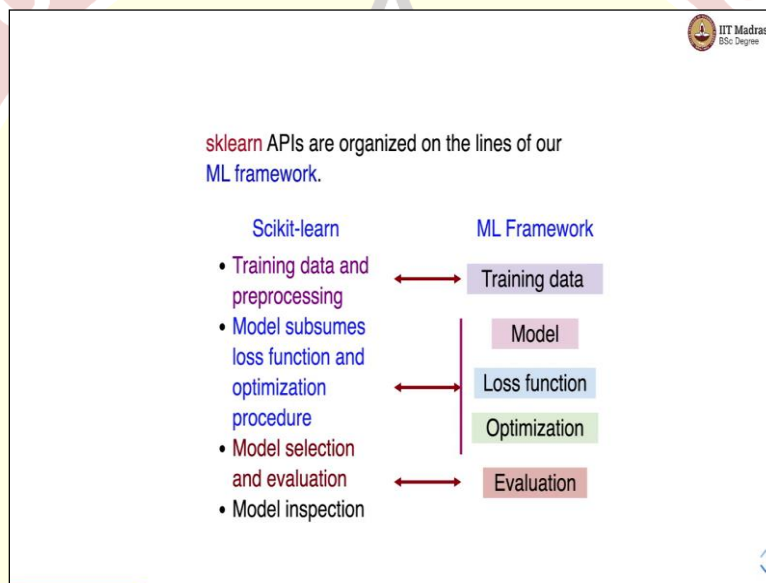 IIT Madras
BSc Degree
sklearn APIs are organized on the lines of our
ML framework.
Scikit-learn
• Training data and
preprocessing
• Model subsumes
loss function and
optimization
procedure
• Model selection
and evaluation
• Model inspection
ML Framework
Training data
Model
Loss function
Optimization
Evaluation